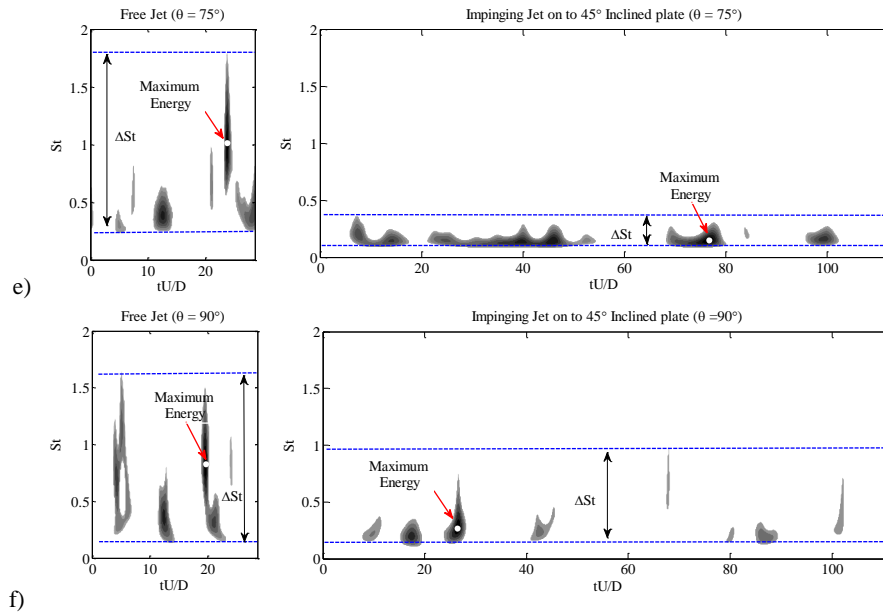 Free Jet (θ = 75°)
Impinging Jet on to 45° Inclined plate (θ = 75°)
2
1.5
1
0.5
0
St
Maximum
Energy
ΔSt
0
10
20
tU/D
2
1.5
1
0.5
0
St
Maximum
Energy
ΔSt
0
20
40
60
80
100
tU/D
e)
Free Jet (θ = 90°)
Impinging Jet on to 45° Inclined plate (θ =90°)
2
1.5
1
0.5
0
St
Maximum
Energy
ΔSt
0
10
20
tU/D
2
1.5
1
0.5
0
St
Maximum
Energy
ΔSt
0
20
40
60
80
100
tU/D
f)